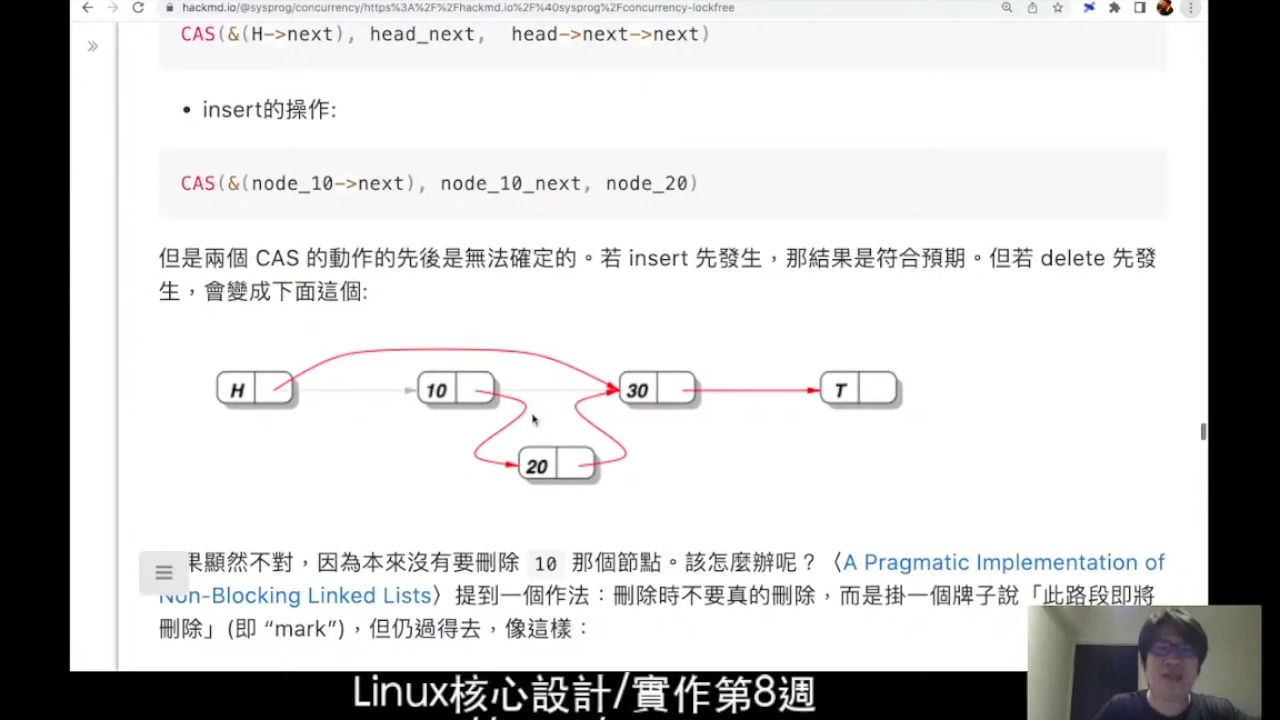 hackmd.io/@sysprog/concurrency/https%3A%2F%2Fhackmd.io%2F%40sysprog%2Fconcurrency-lockfree
CAS(&(H->next), head_next,  head->next->next)
• insert的操作:
CAS(&(node_10->next), node_10_next, node_20)
但是兩個 CAS 的動作的先後是無法確定的。若 insert 先發生，那結果是符合預期。但若 delete 先發
生，會變成下面這個:
H 10 30 T
20
果顯然不對，因為本來沒有要刪除 10 那個節點。該怎麼辦呢？〈A Pragmatic Implementation of
Non-Blocking Linked Lists〉提到一個作法：刪除時不要真的刪除，而是掛一個牌子說「此路段即將
刪除」(即 “mark”)，但仍過得去，像這樣：
Linux核心設計/實作第8週